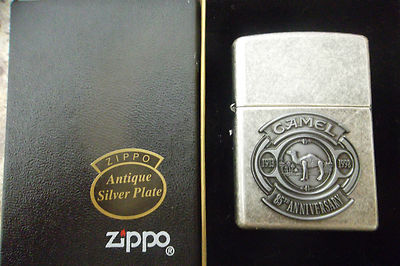 ZIPPO
Antique
Silver Plate
zippo®
CAMEL
1913 1998
85TH ANNIVERSARY